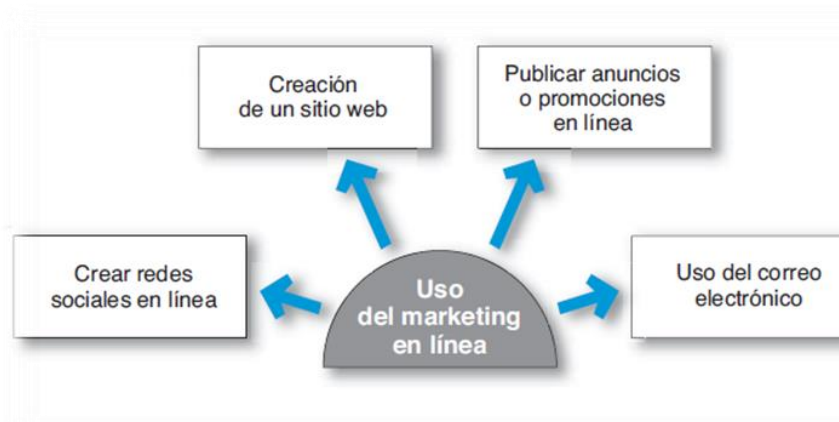 Creación
de un sitio web
Publicar anuncios
o promociones
en línea
Crear redes
sociales en línea
Uso
del marketing
en línea
Uso del correo
electrónico